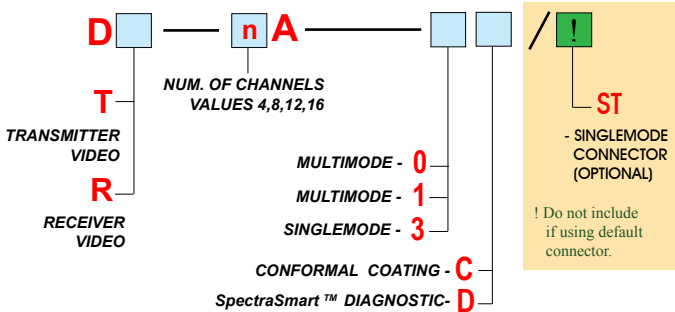 D — n A — / !
NUM. OF CHANNELS
VALUES 4,8,12,16
T
TRANSMITTER
VIDEO
R
RECEIVER
VIDEO
MULTIMODE - 0
MULTIMODE - 1
SINGLEMODE - 3
CONFORMAL COATING - C
SpectraSmart ™ DIAGNOSTIC- D
ST
- SINGLEMODE
CONNECTOR
(OPTIONAL)
! Do not include
if using default
connector.